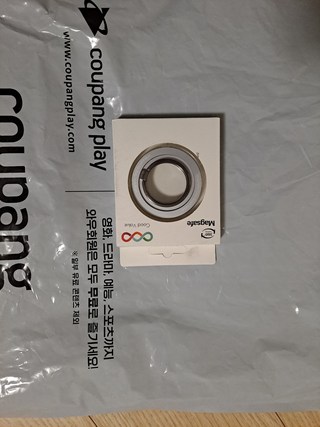 coupang play
www.coupangplay.com
영화, 드라마, 예능, 스포츠까지
와우회원은 모두 무료로 즐기세요!
※ 일부 유료 콘텐츠 제외
coupang
Magsafe
Good Value